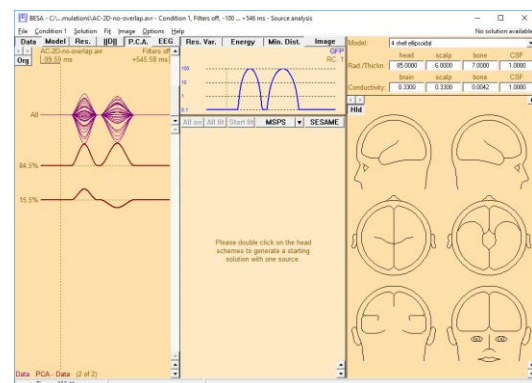 BESA - C:\...mulations\AC-2D-no-overlap.avr - Condition 1, Filters off, -100 ... +546 ms - Source analysis
File Condition 1 Solution Fit Image Options Help
No solution available
Data Model Res. ||D|| P.C.A. EEG
AC-2D-no-overlap.avr Filters off
Org -99.59 ms +545.58 ms
All
84.5%
15.5%
Data PCA - Data (2 of 2)
Res. Var. Energy Min. Dist. Image
GFP
RC: 1
100
10
1
0.1
All fit Start fit MSPS SESAME
Please double click on the head
schemes to generate a starting
solution with one source.
Model: 4 shell ellipsoidal
head scalp bone CSF
Rad./Thickn. 85.0000 6.0000 7.0000 1.0000
brain scalp bone CSF
Conductivity: 0.3300 0.3300 0.0042 1.0000
Hld